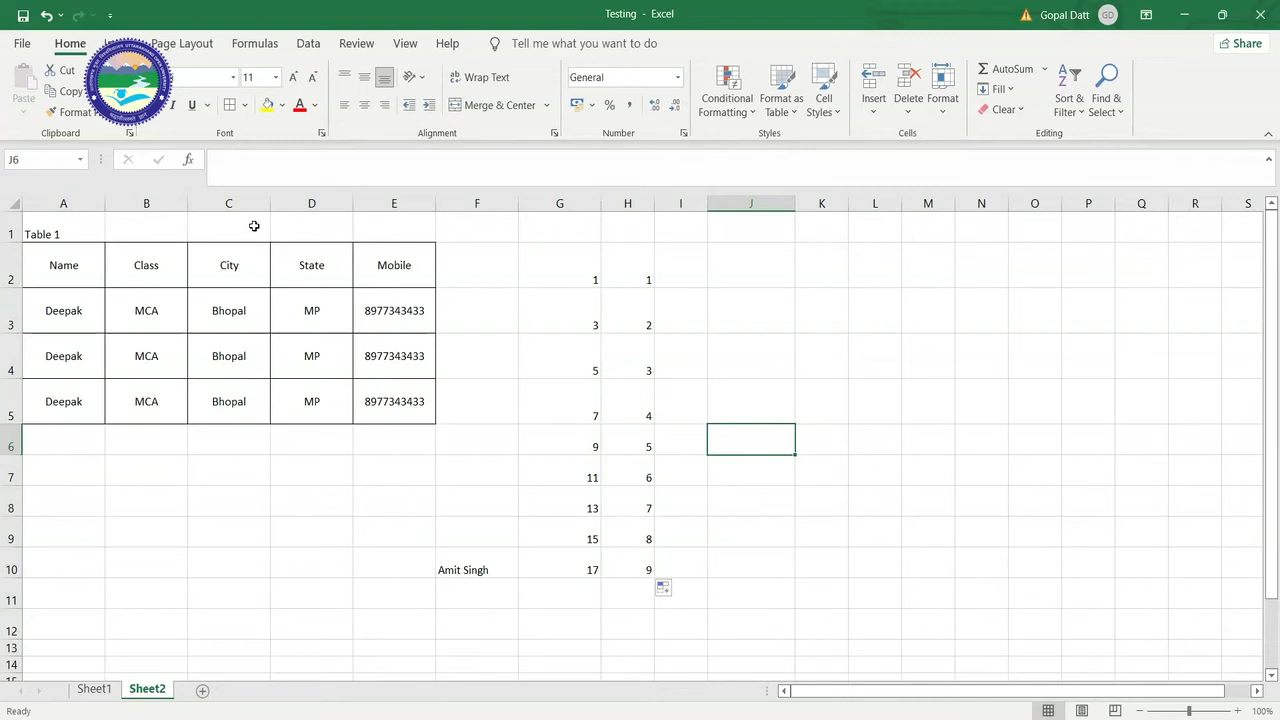 Testing - Excel
Gopal Datt GD
File Home Page Layout Formulas Data Review View Help Tell me what you want to do Share
Paste Cut Copy
Clipboard
11 I U A
Font
Wrap Text
Merge & Center
Alignment
General
% ,
Number
Conditional Formatting Format as Table Cell Styles
Styles
Insert Delete Format
Cells
AutoSum
Fill
Clear
Sort & Filter Find & Select
Editing
J6 fx
A B C D E F G H I J K L M N O P Q R S
1 Table 1
2 Name Class City State Mobile 1 1
3 Deepak MCA Bhopal MP 8977343433 3 2
4 Deepak MCA Bhopal MP 8977343433 5 3
5 Deepak MCA Bhopal MP 8977343433 7 4
6 9 5
7 11 6
8 13 7
9 15 8
10 Amit Singh 17 9
11
12
13
14
Sheet1 Sheet2
Ready 100%